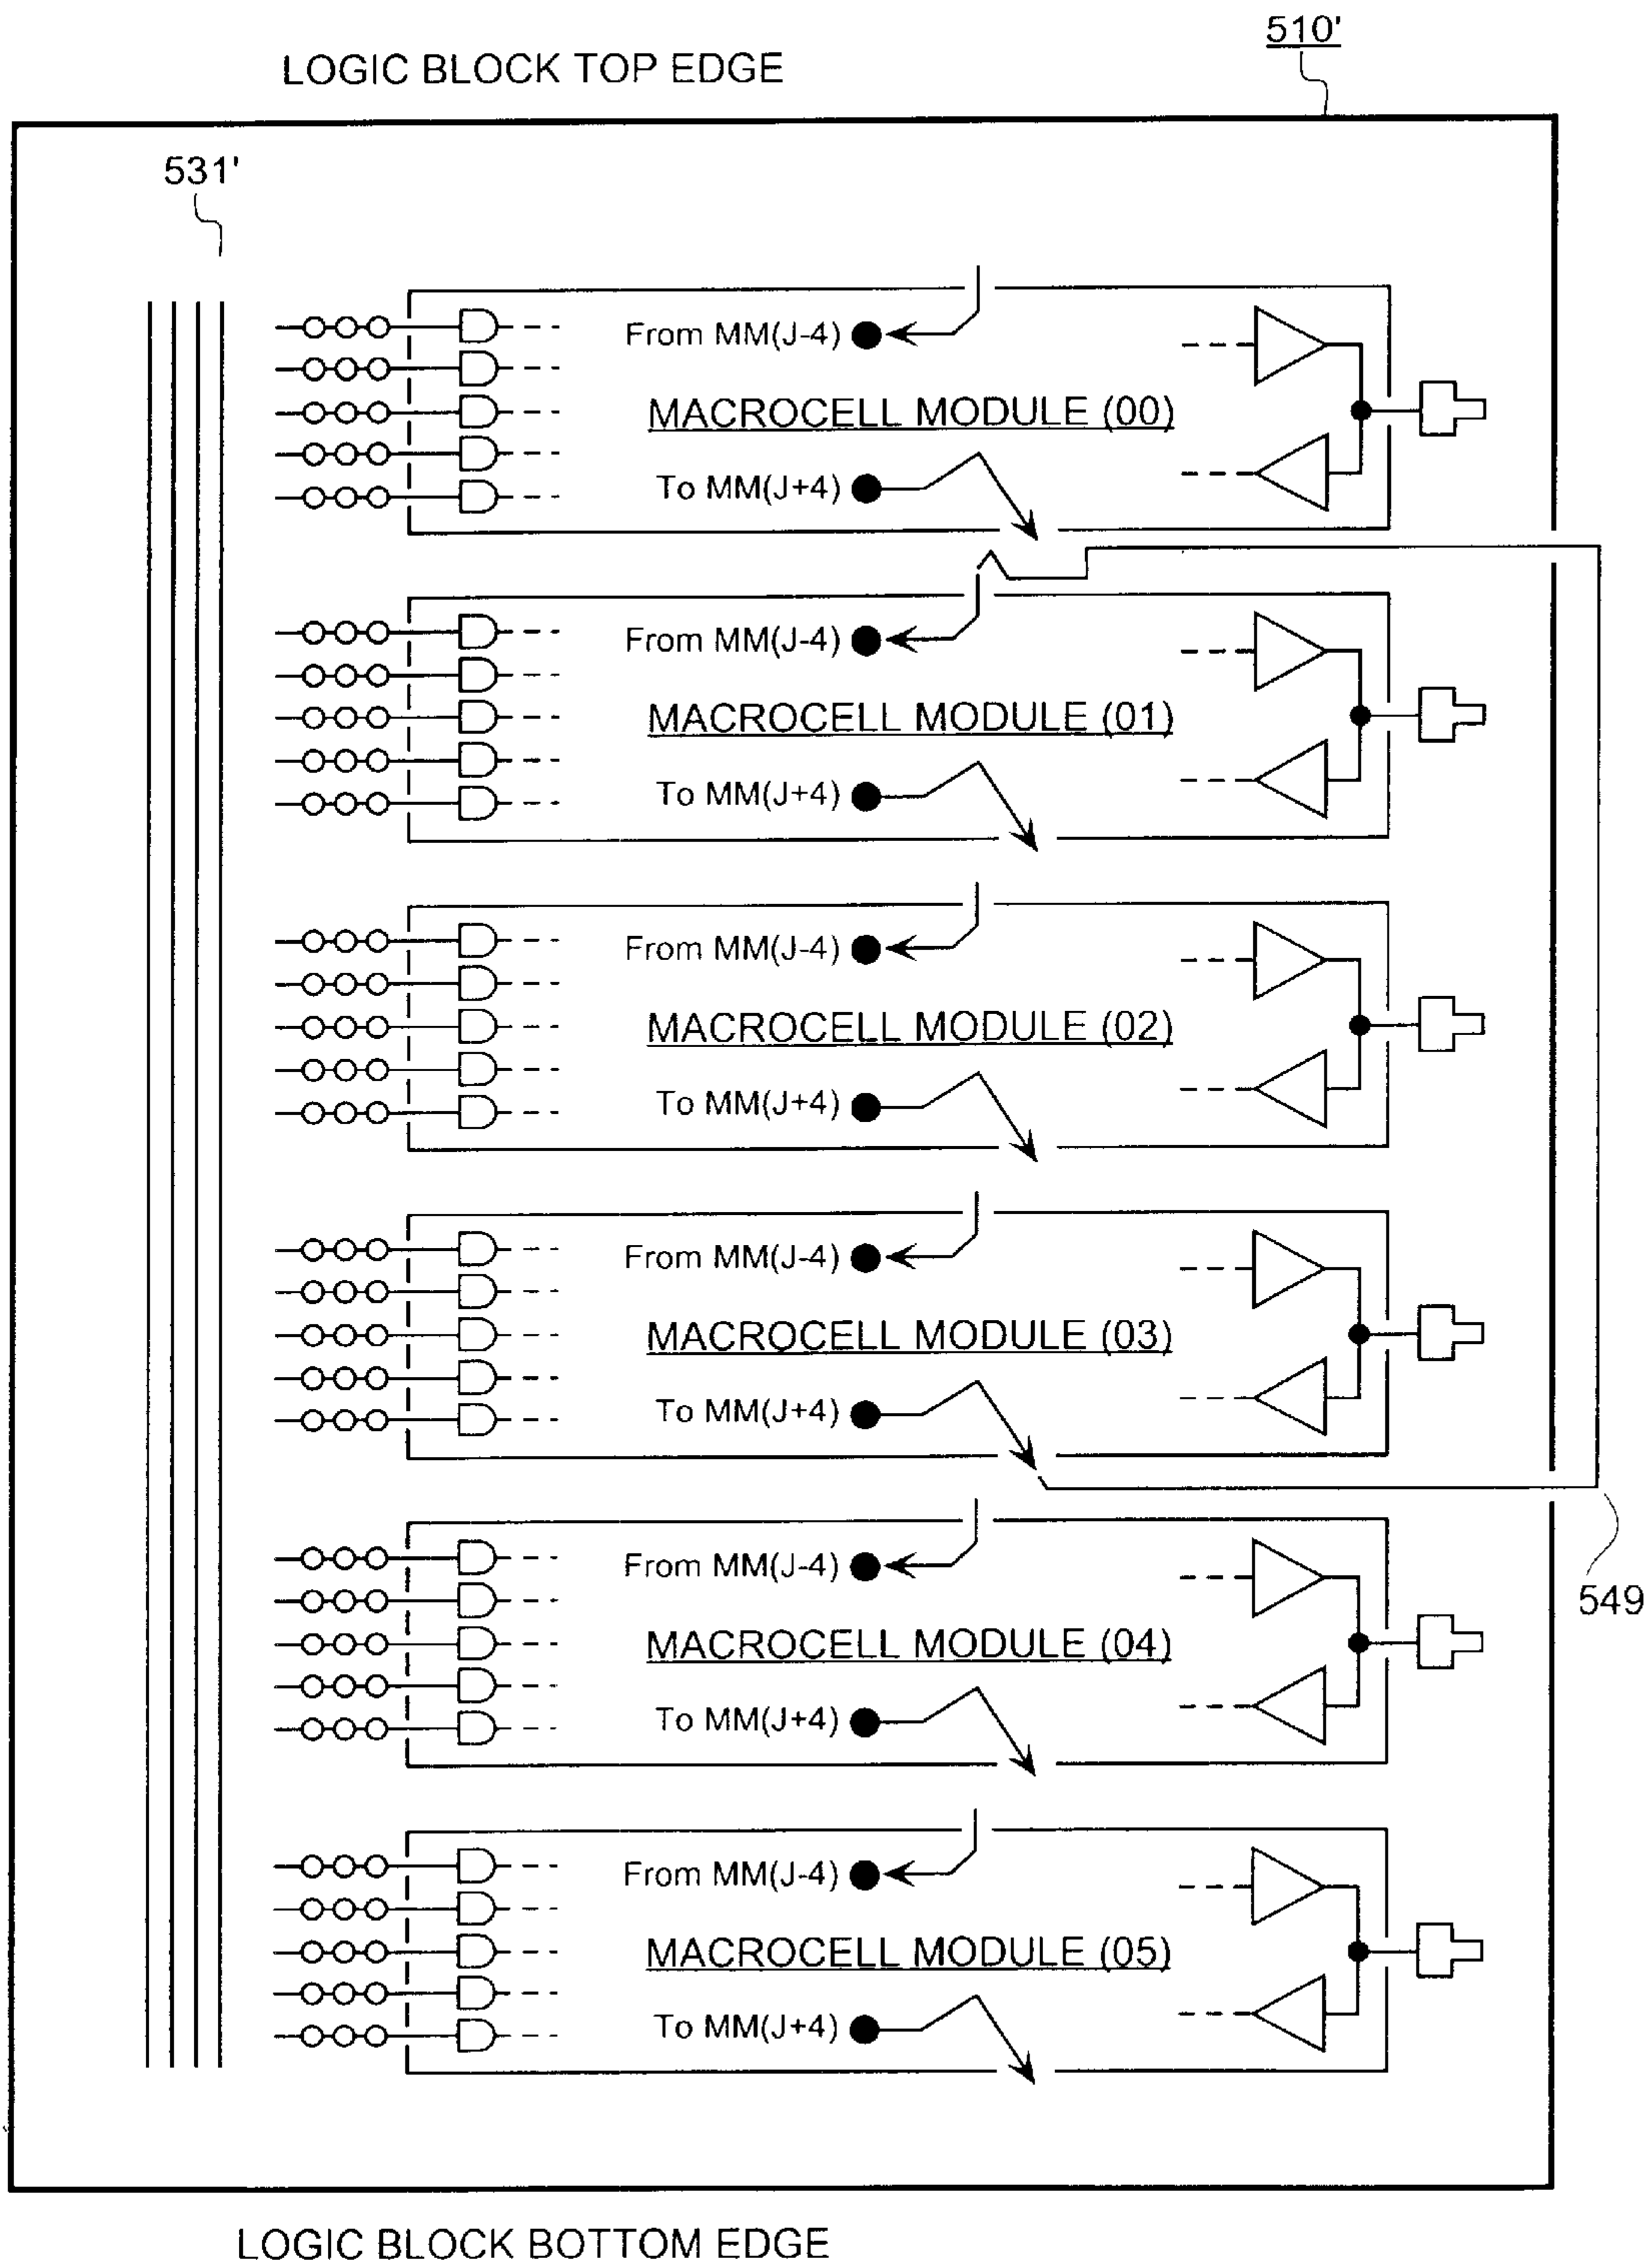 510'
LOGIC BLOCK TOP EDGE
531'
From MM(J-4)
MACROCELL MODULE (00)
To MM(J+4)
From MM(J-4)
MACROCELL MODULE (01)
To MM(J+4)
From MM(J-4)
MACROCELL MODULE (02)
To MM(J+4)
From MM(J-4)
MACROCELL MODULE (03)
To MM(J+4)
From MM(J-4)
549
MACROCELL MODULE (04)
To MM(J+4)
From MM(J-4)
MACROCELL MODULE (05)
To MM(J+4)
LOGIC BLOCK BOTTOM EDGE